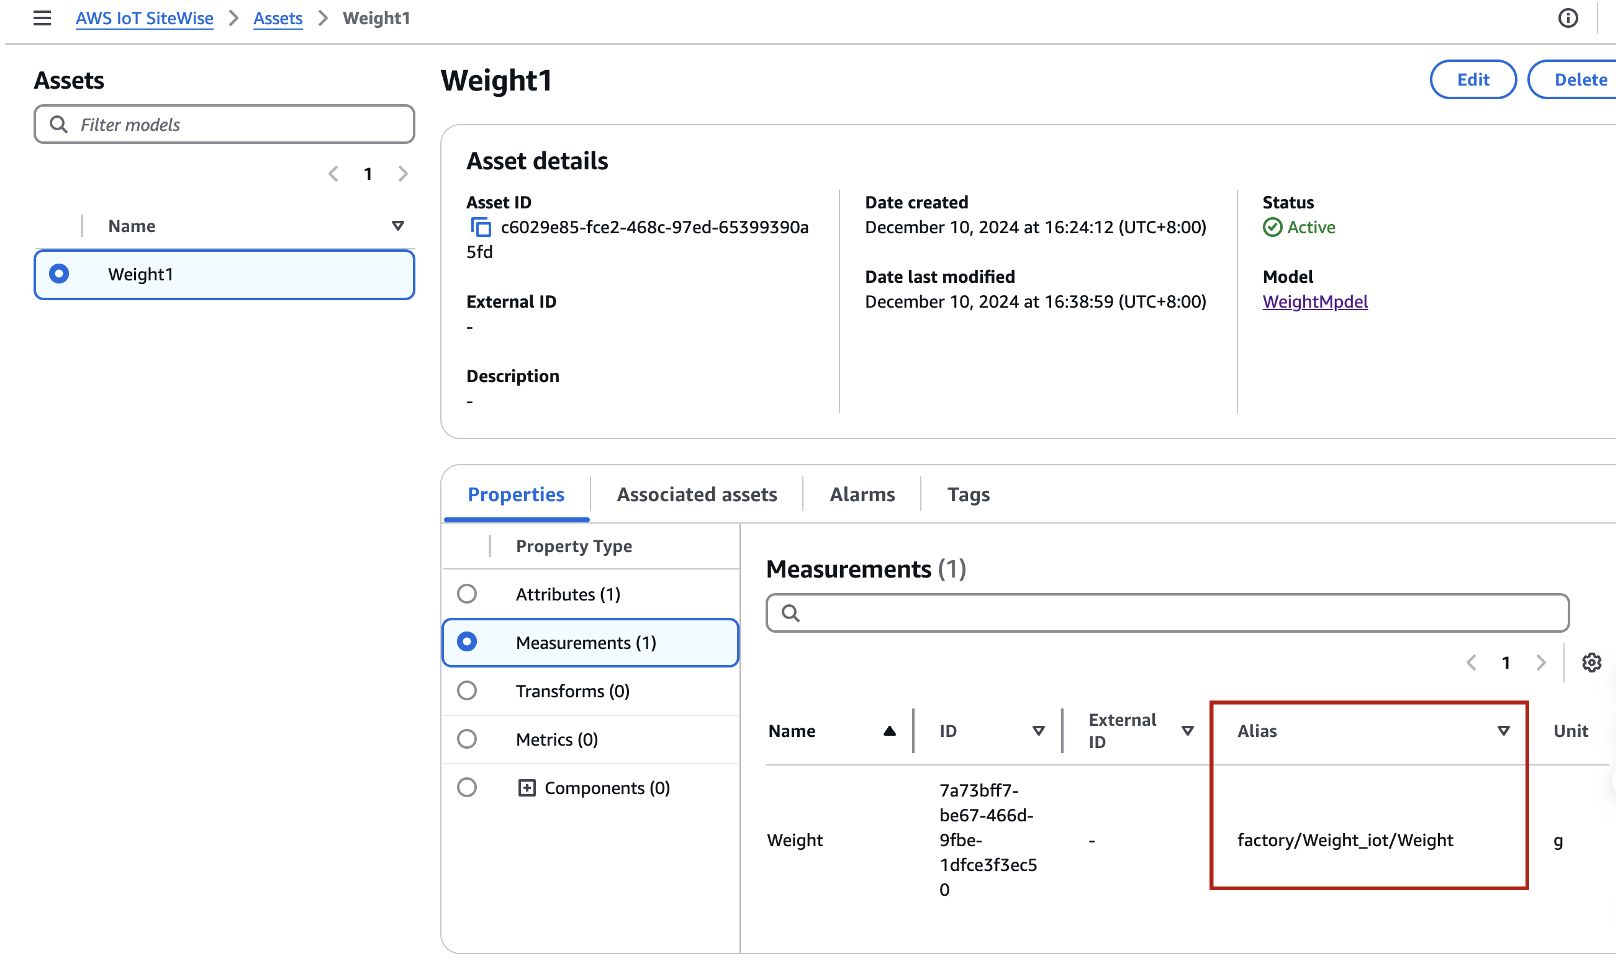 AWS IoT SiteWise > Assets > Weight1
Assets
Filter models
1
Name
Weight1
Weight1
Edit
Delete
Asset details
Asset ID
c6029e85-fce2-468c-97ed-65399390a
5fd
External ID
-
Description
-
Date created
December 10, 2024 at 16:24:12 (UTC+8:00)
Date last modified
December 10, 2024 at 16:38:59 (UTC+8:00)
Status
Active
Model
WeightMpdel
Properties
Associated assets
Alarms
Tags
Property Type
Attributes (1)
Measurements (1)
Transforms (0)
Metrics (0)
Components (0)
Measurements (1)
1
Name
ID
External
ID
Alias
Unit
Weight
7a73bff7-
be67-466d-
9fbe-
1dfce3f3ec5
0
-
factory/Weight_iot/Weight
g